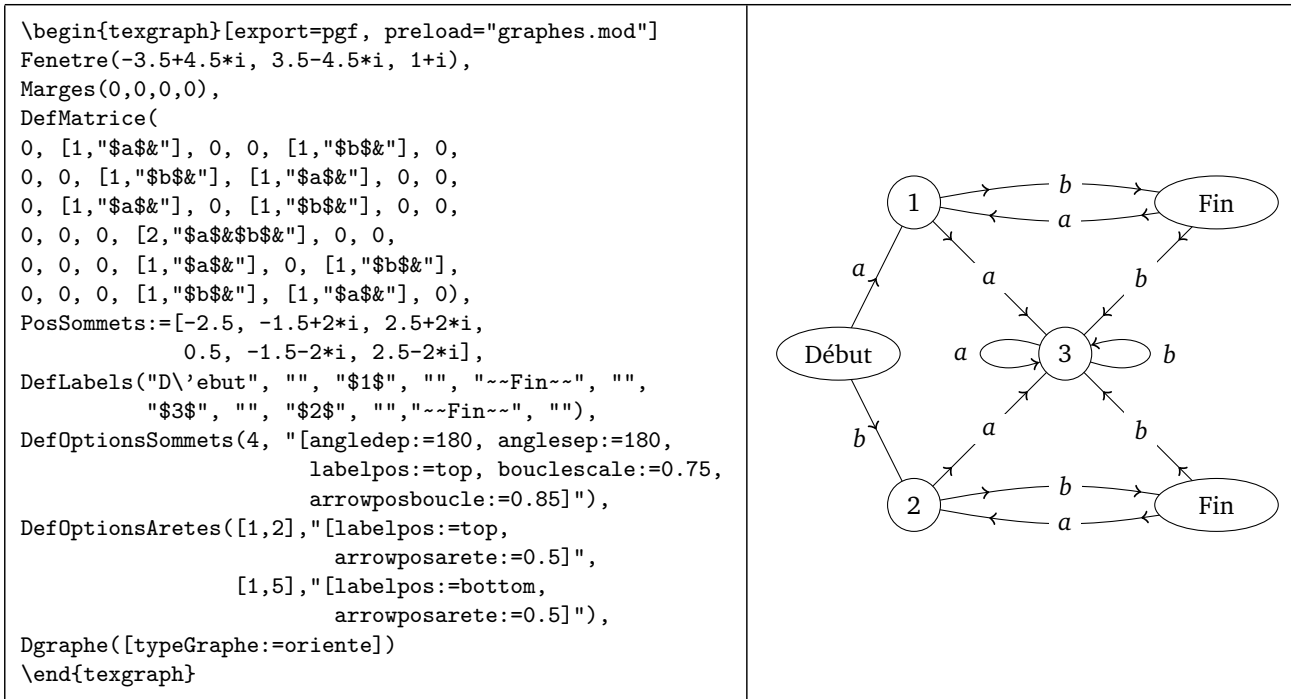 \begin{texgraph}[export=pgf, preload="graphes.mod"]
Fenetre(-3.5+4.5*i, 3.5-4.5*i, 1+i),
Marges(0,0,0,0),
DefMatrice(
0, [1,"$a$&"], 0, 0, [1,"$b$&"], 0,
0, 0, [1,"$b$&"], [1,"$a$&"], 0, 0,
0, [1,"$a$&"], 0, [1,"$b$&"], 0, 0,
0, 0, 0, [2,"$a$&$b$&"], 0, 0,
0, 0, 0, [1,"$a$&"], 0, [1,"$b$&"],
0, 0, 0, [1,"$b$&"], [1,"$a$&"], 0),
PosSommets:=[-2.5, -1.5+2*i, 2.5+2*i,
0.5, -1.5-2*i, 2.5-2*i],
DefLabels("D\'ebut", "", "$1$", "", "~~Fin~~", "",
"$3$", "", "$2$", "","~~Fin~~", ""),
DefOptionsSommets(4, "[angledep:=180, anglesep:=180,
labelpos:=top, bouclescale:=0.75,
arrowposboucle:=0.85]"),
DefOptionsAretes([1,2],"[labelpos:=top,
arrowposarete:=0.5]",
[1,5],"[labelpos:=bottom,
arrowposarete:=0.5]"),
Dgraphe([typeGraphe:=oriente])
\end{texgraph}
1 b Fin
a
a a b
Début a 3 b
b a b
2 b Fin
a